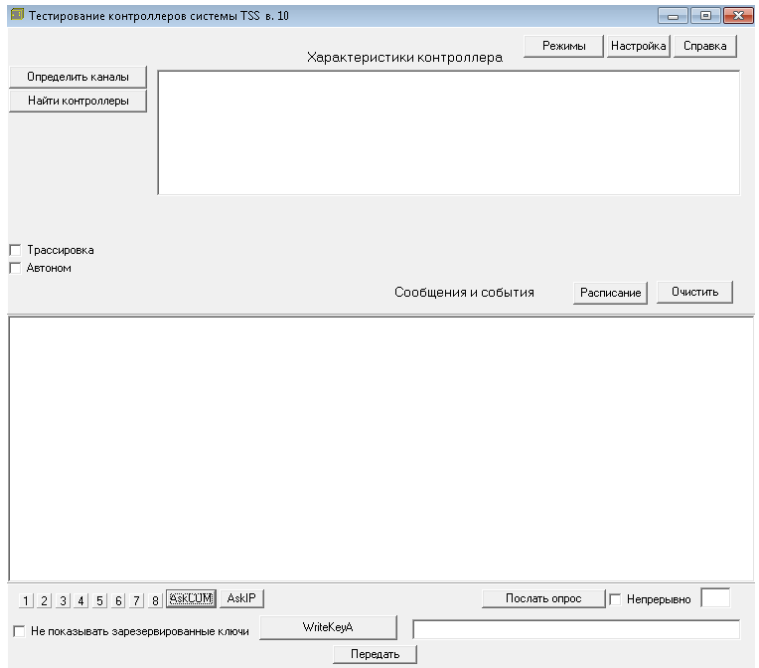 Тестирование контроллеров системы TSS в. 10
Режимы Настройка Справка
Характеристики контроллера
Определить каналы
Найти контроллеры
Трассировка
Автоном
Сообщения и события Расписание Очистить
1 2 3 4 5 6 7 8 AskCUM AskIP Послать опрос Непрерывно
Не показывать зарезервированные ключи WriteKeyA
Передать